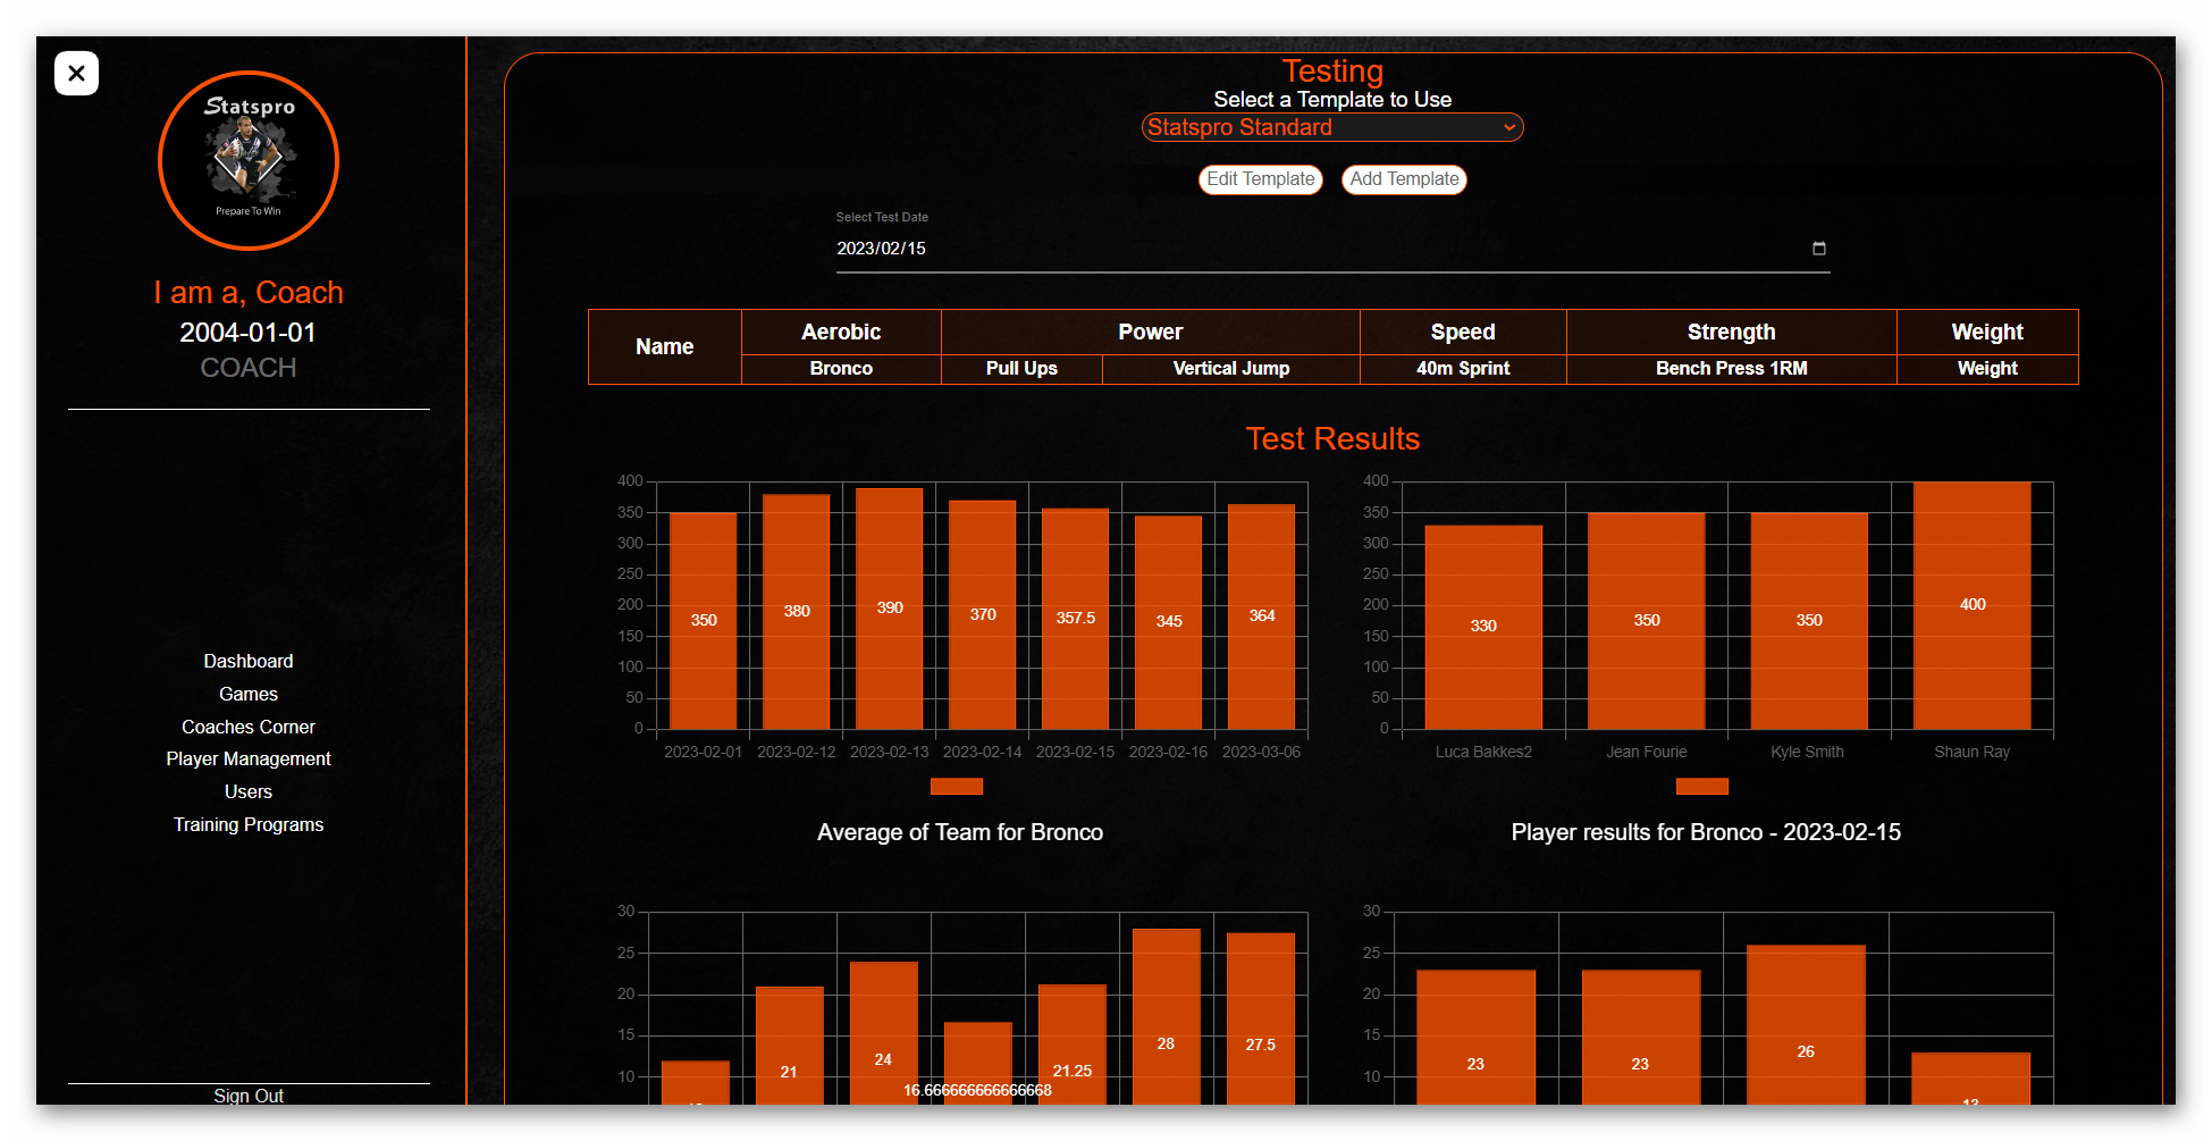 Statspro
Prepare To Win
I am a, Coach
2004-01-01
COACH
Dashboard
Games
Coaches Corner
Player Management
Users
Training Programs
Sign Out
Testing
Select a Template to Use
Statspro Standard
Edit Template Add Template
Select Test Date
2023/02/15
Name Aerobic Power Speed Strength Weight
Bronco Pull Ups Vertical Jump 40m Sprint Bench Press 1RM Weight
Test Results
400
350
300
250
200
150
100
50
0
350 380 390 370 357.5 345 364
2023-02-01 2023-02-12 2023-02-13 2023-02-14 2023-02-15 2023-02-16 2023-03-06
Average of Team for Bronco
400
350
300
250
200
150
100
50
0
330 350 350 400
Luca Bakkes2 Jean Fourie Kyle Smith Shaun Ray
Player results for Bronco - 2023-02-15
30
25
20
15
10
21 24 16.666666666666668 21.25 28 27.5
30
25
20
15
10
23 23 26 13